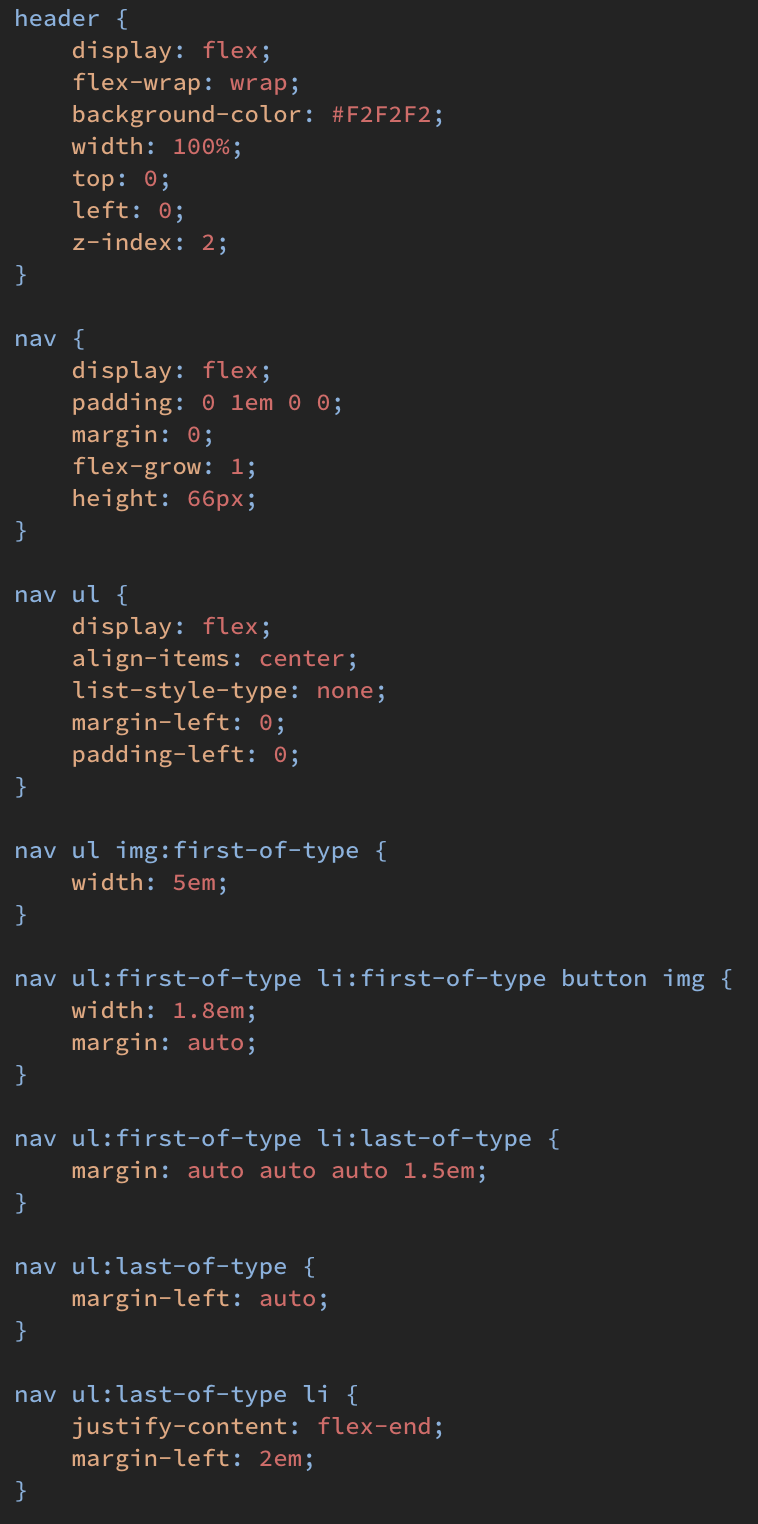 header {
    display: flex;
    flex-wrap: wrap;
    background-color: #F2F2F2;
    width: 100%;
    top: 0;
    left: 0;
    z-index: 2;
}

nav {
    display: flex;
    padding: 0 1em 0 0;
    margin: 0;
    flex-grow: 1;
    height: 66px;
}

nav ul {
    display: flex;
    align-items: center;
    list-style-type: none;
    margin-left: 0;
    padding-left: 0;
}

nav ul img:first-of-type {
    width: 5em;
}

nav ul:first-of-type li:first-of-type button img {
    width: 1.8em;
    margin: auto;
}

nav ul:first-of-type li:last-of-type {
    margin: auto auto auto 1.5em;
}

nav ul:last-of-type {
    margin-left: auto;
}

nav ul:last-of-type li {
    justify-content: flex-end;
    margin-left: 2em;
}